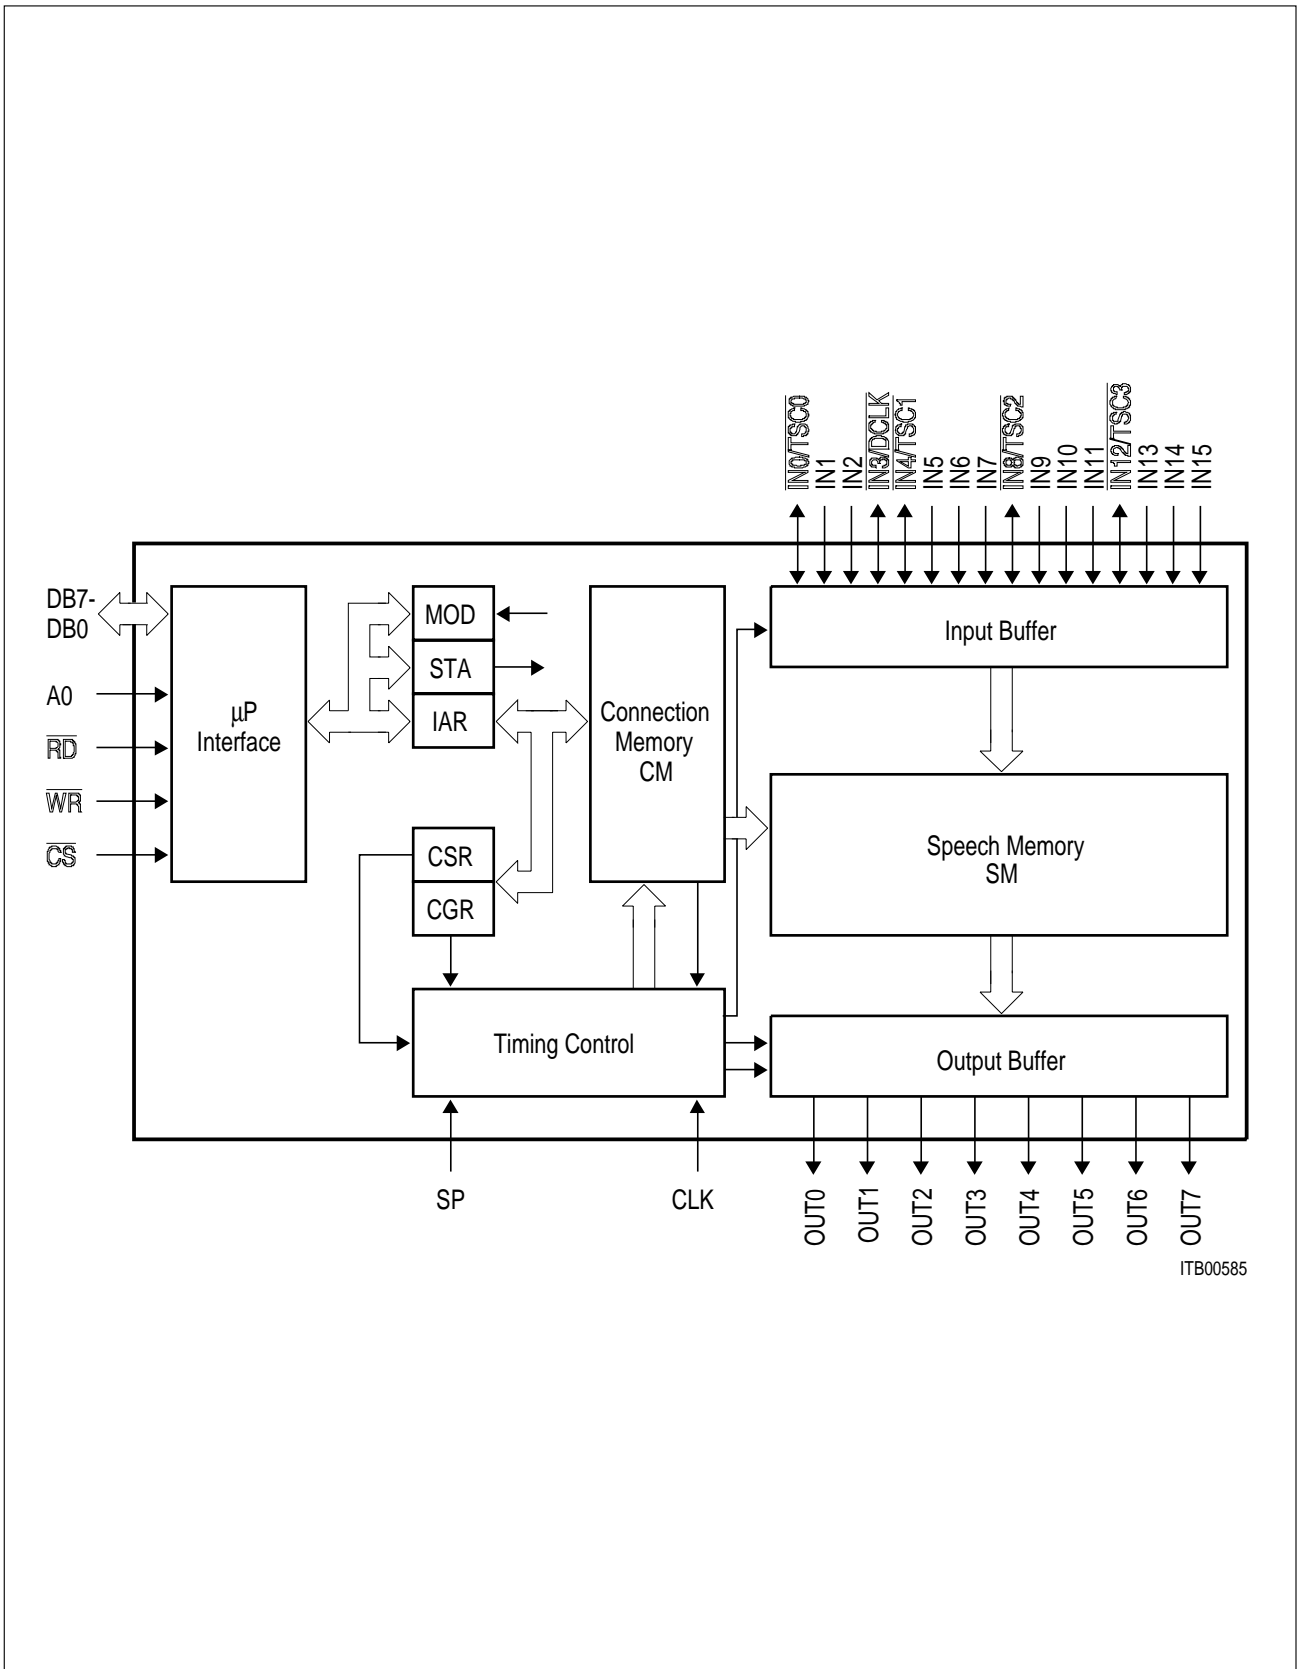 IN0/TSC0
IN1
IN2
IN3/DCLK
IN4/TSC1
IN5
IN6
IN7
IN8/TSC2
IN9
IN10
IN11
IN12/TSC3
IN13
IN14
IN15
DB7-
DB0
A0
RD
WR
CS
µP
Interface
MOD
STA
IAR
CSR
CGR
Connection
Memory
CM
Input Buffer
Speech Memory
SM
Timing Control
Output Buffer
SP
CLK
OUT0
OUT1
OUT2
OUT3
OUT4
OUT5
OUT6
OUT7
ITB00585